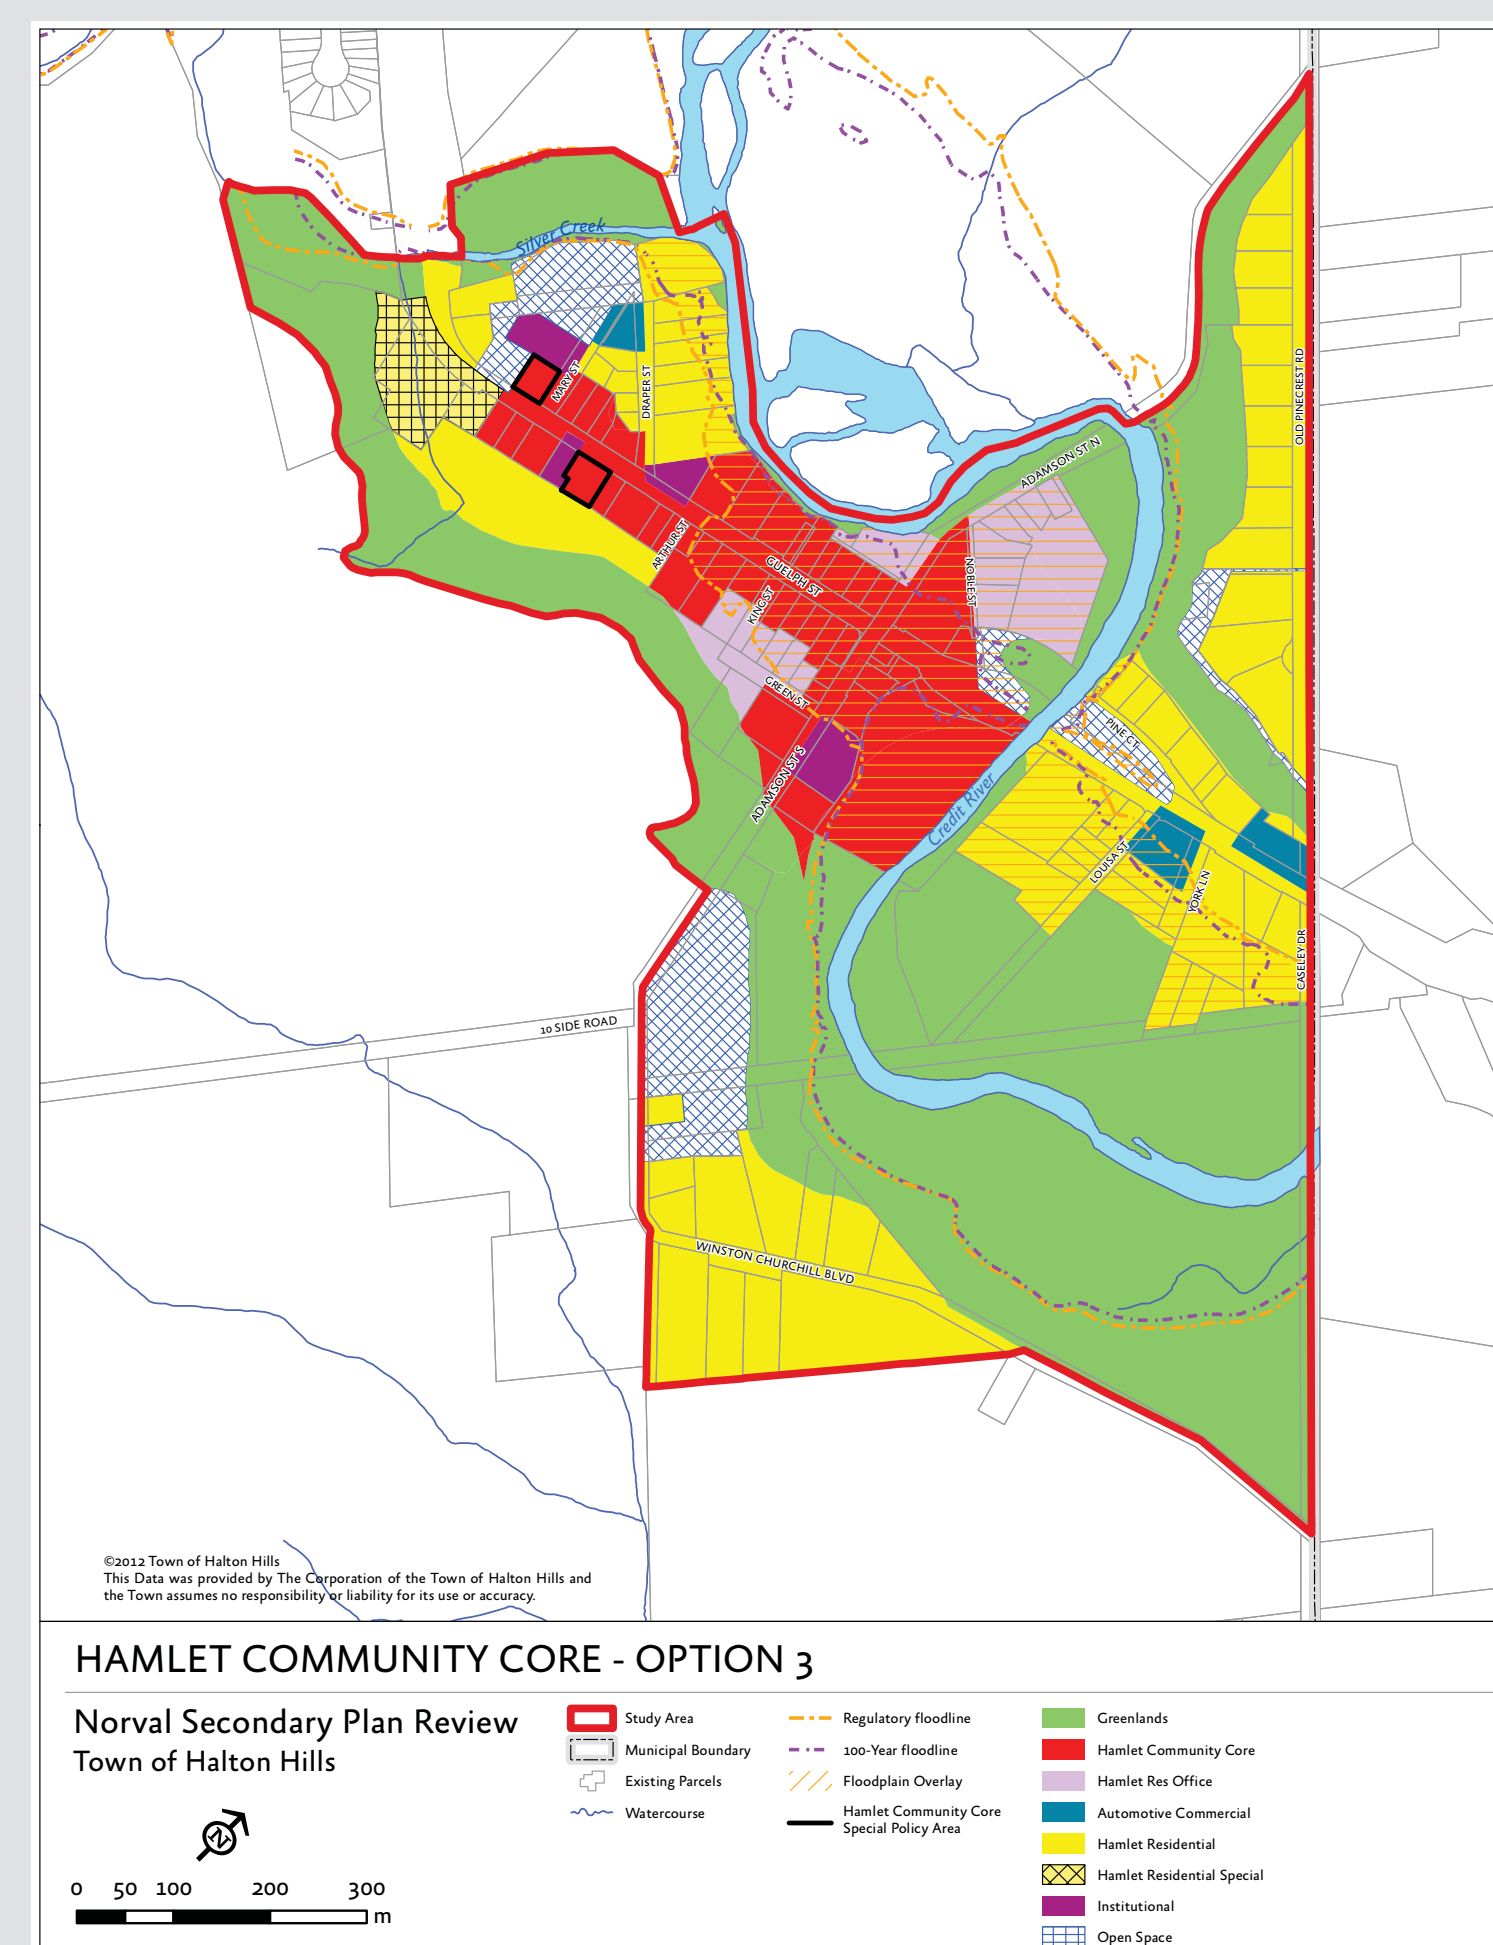 Silver Creek
MARY ST
DRAPER ST
OLD PINECREST RD
ADAMSON ST N
ARTHUR ST
GUELPH ST
NOBLE ST
KING ST
GREEN ST
PINE CT
ADAMSON ST S
Credit River
LOUISA ST
YORK LN
CASELEY DR
10 SIDE ROAD
WINSTON CHURCHILL BLVD
©2012 Town of Halton Hills
This Data was provided by The Corporation of the Town of Halton Hills and
the Town assumes no responsibility or liability for its use or accuracy.
HAMLET COMMUNITY CORE - OPTION 3
Norval Secondary Plan Review
Town of Halton Hills
N
0 50 100 200 300
m
Study Area
Municipal Boundary
Existing Parcels
Watercourse
Regulatory floodline
100-Year floodline
Floodplain Overlay
Hamlet Community Core
Special Policy Area
Greenlands
Hamlet Community Core
Hamlet Res Office
Automotive Commercial
Hamlet Residential
Hamlet Residential Special
Institutional
Open Space